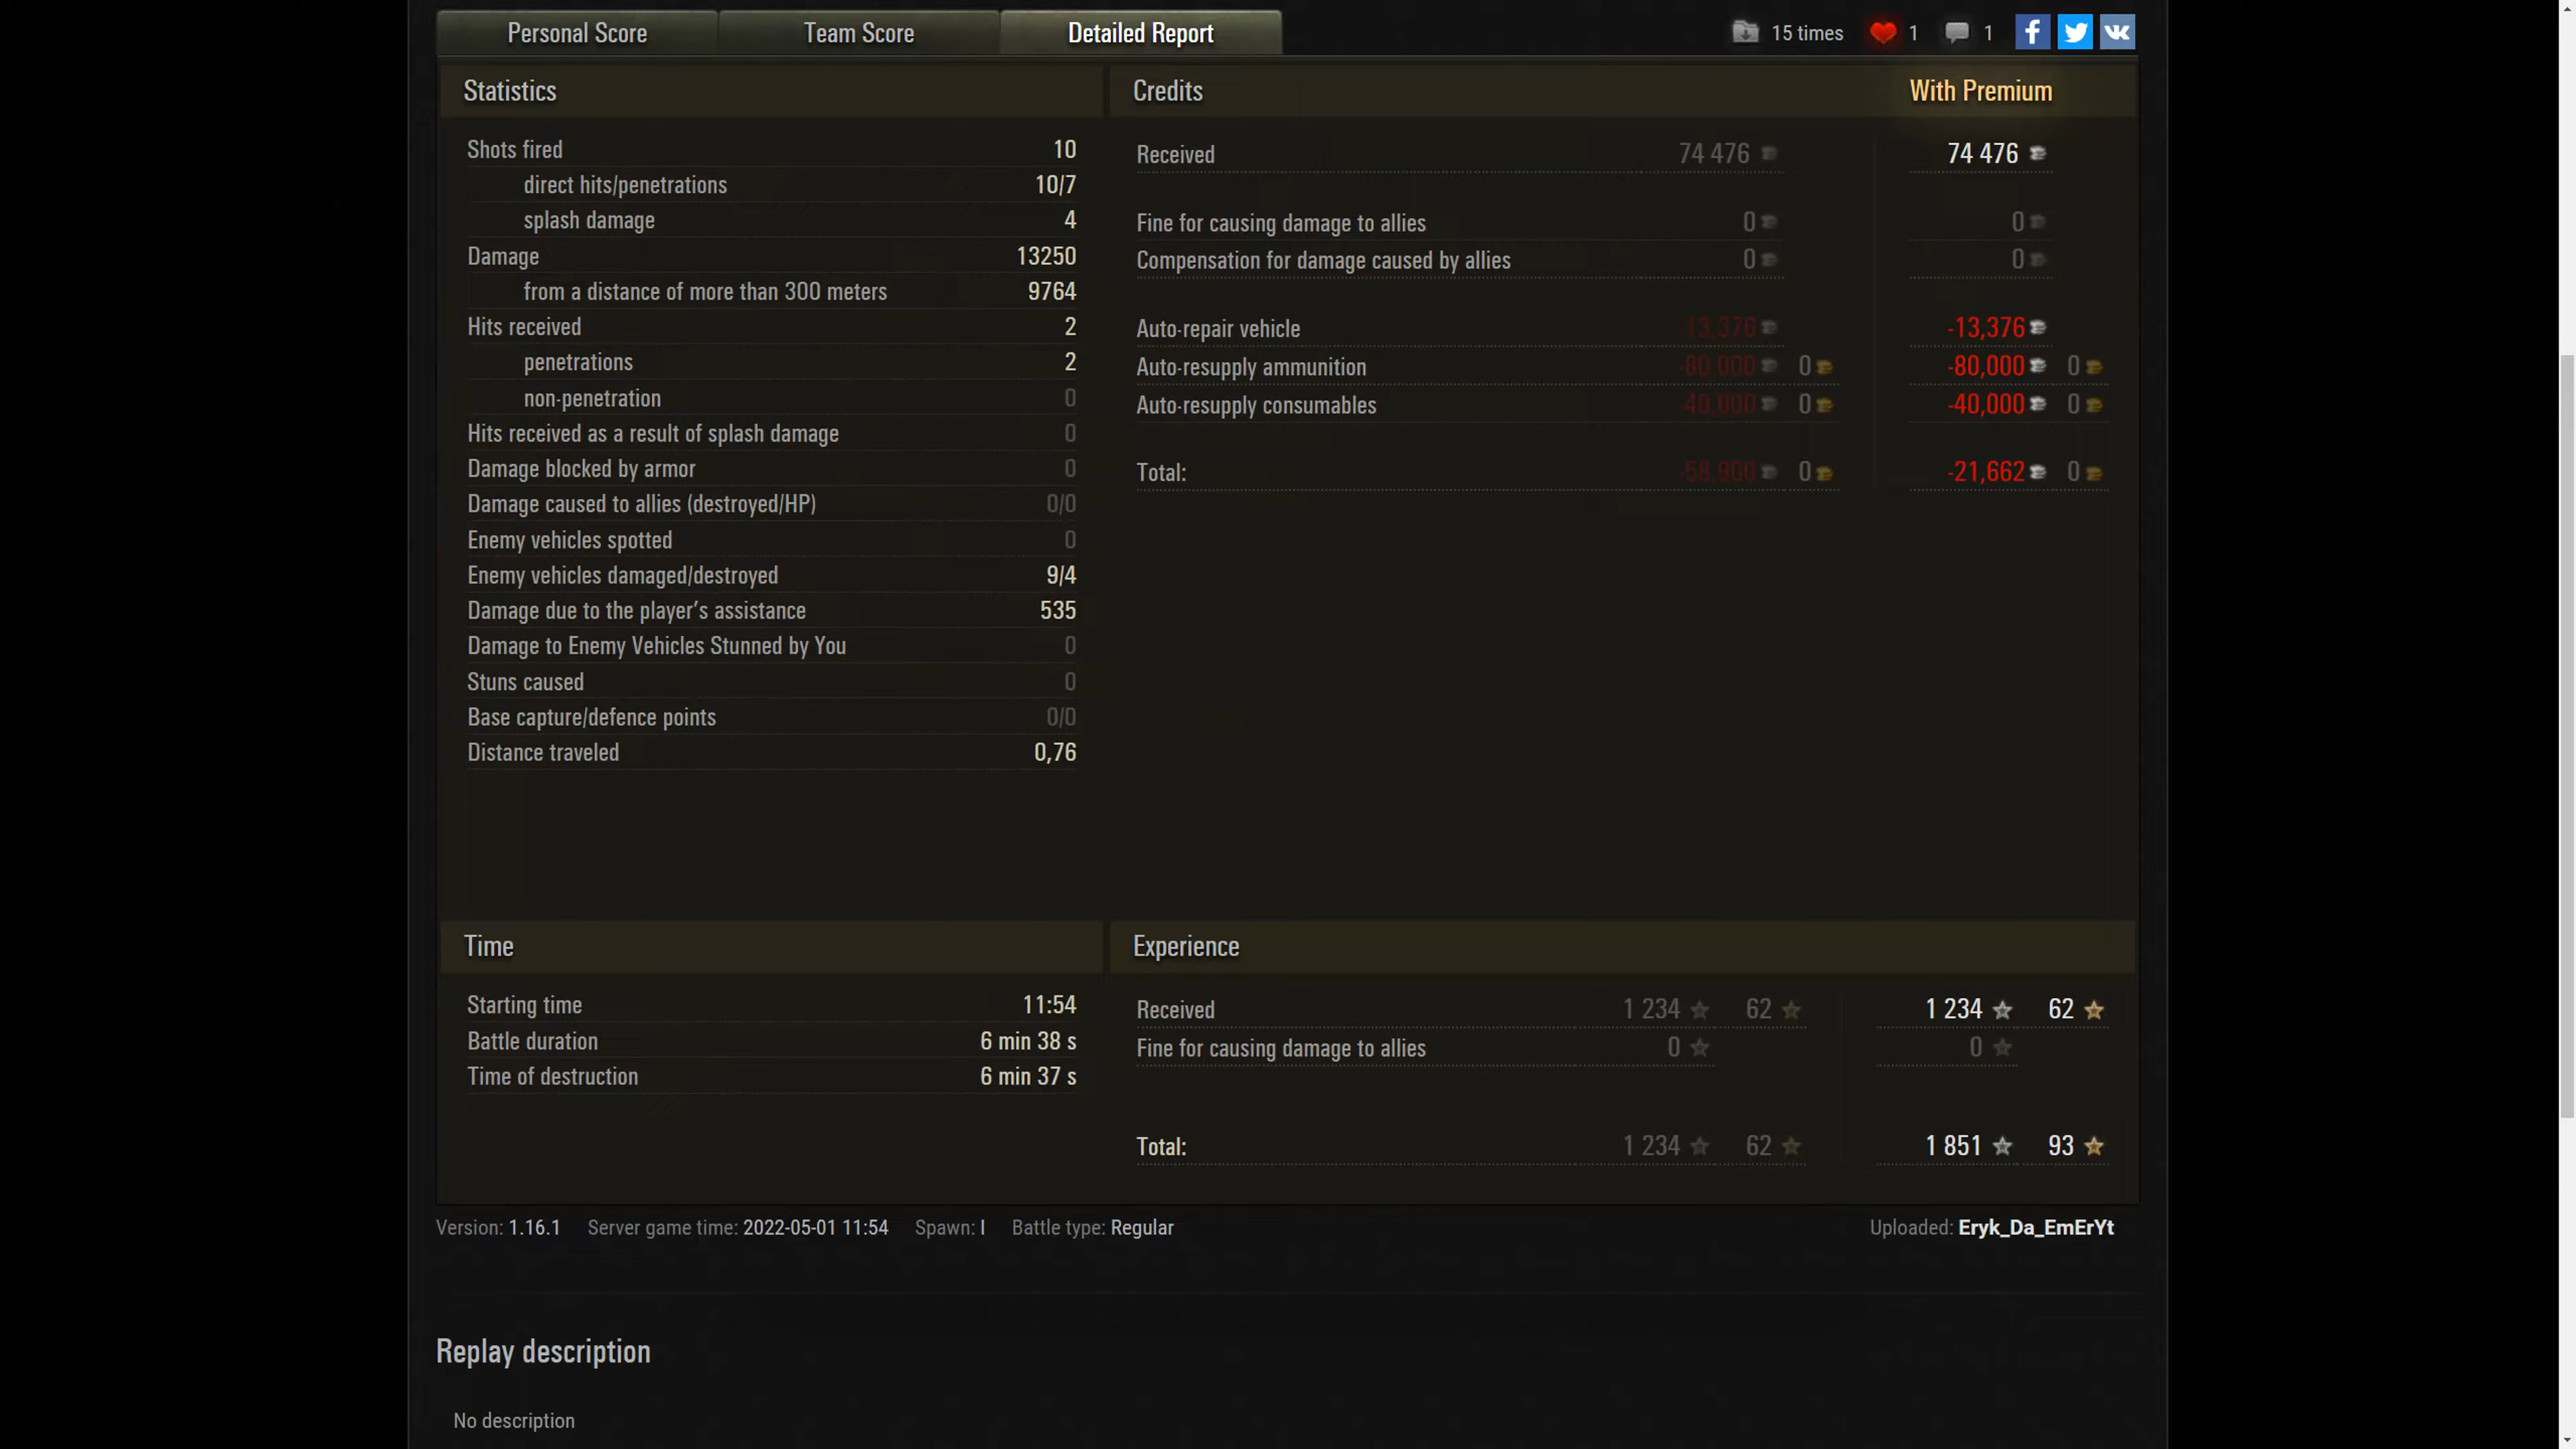 Personal Score Team Score Detailed Report 15 times 1 1
Statistics
Shots fired 10
direct hits/penetrations 10/7
splash damage 4
Damage 13250
from a distance of more than 300 meters 9764
Hits received 2
penetrations 2
non-penetration 0
Hits received as a result of splash damage 0
Damage blocked by armor 0
Damage caused to allies (destroyed/HP) 0/0
Enemy vehicles spotted 0
Enemy vehicles damaged/destroyed 9/4
Damage due to the player's assistance 535
Damage to Enemy Vehicles Stunned by You 0
Stuns caused 0
Base capture/defence points 0/0
Distance traveled 0,76
Credits With Premium
Received 74 476 74 476
Fine for causing damage to allies 0 0
Compensation for damage caused by allies 0 0
Auto-repair vehicle -13,376 -13,376
Auto-resupply ammunition -80,000 0 -80,000 0
Auto-resupply consumables -40,000 0 -40,000 0
Total: -58,900 0 -21,662 0
Time
Starting time 11:54
Battle duration 6 min 38 s
Time of destruction 6 min 37 s
Experience
Received 1 234 62 1 234 62
Fine for causing damage to allies 0 0
Total: 1 234 62 1 851 93
Version: 1.16.1 Server game time: 2022-05-01 11:54 Spawn: I Battle type: Regular Uploaded: Eryk_Da_EmErYt
Replay description
No description